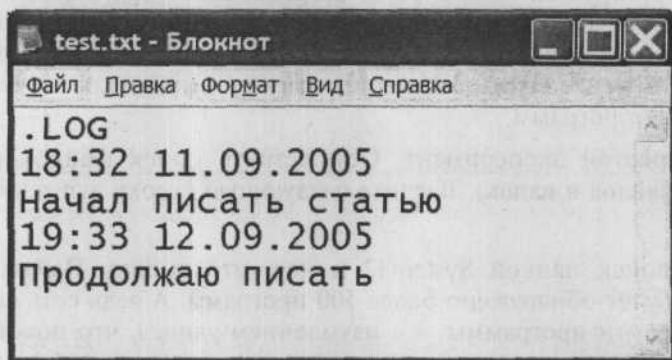 test.txt - Блокнот
Файл Правка Формат Вид Справка
.LOG
18:32 11.09.2005
Начал писать статью
19:33 12.09.2005
Продолжаю писать